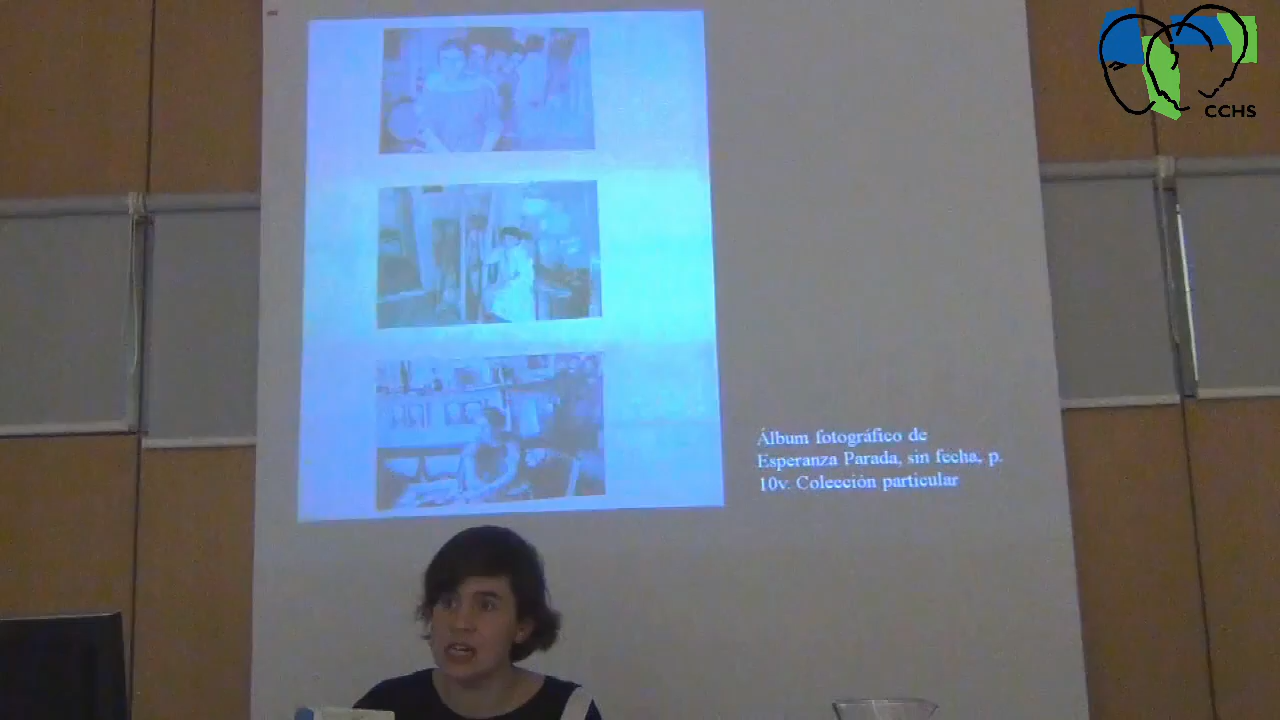 CCHS
Álbum fotográfico de
Esperanza Parada, sin fecha, p.
10v. Colección particular